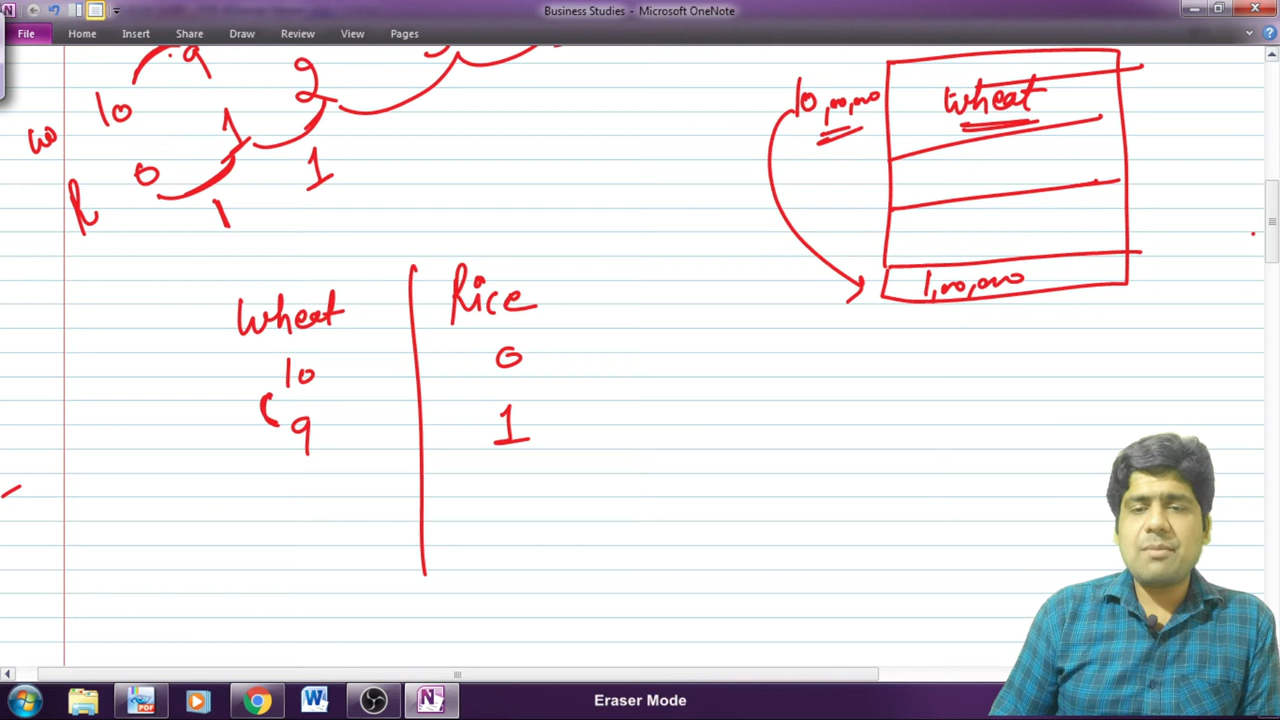 Business Studies - Microsoft OneNote
File Home Insert Share Draw Review View Pages
9
10
2
1
0
1
1
10,00,000
wheat
1,00,000
Wheat Rice
10 0
9 1
PDF
Eraser Mode